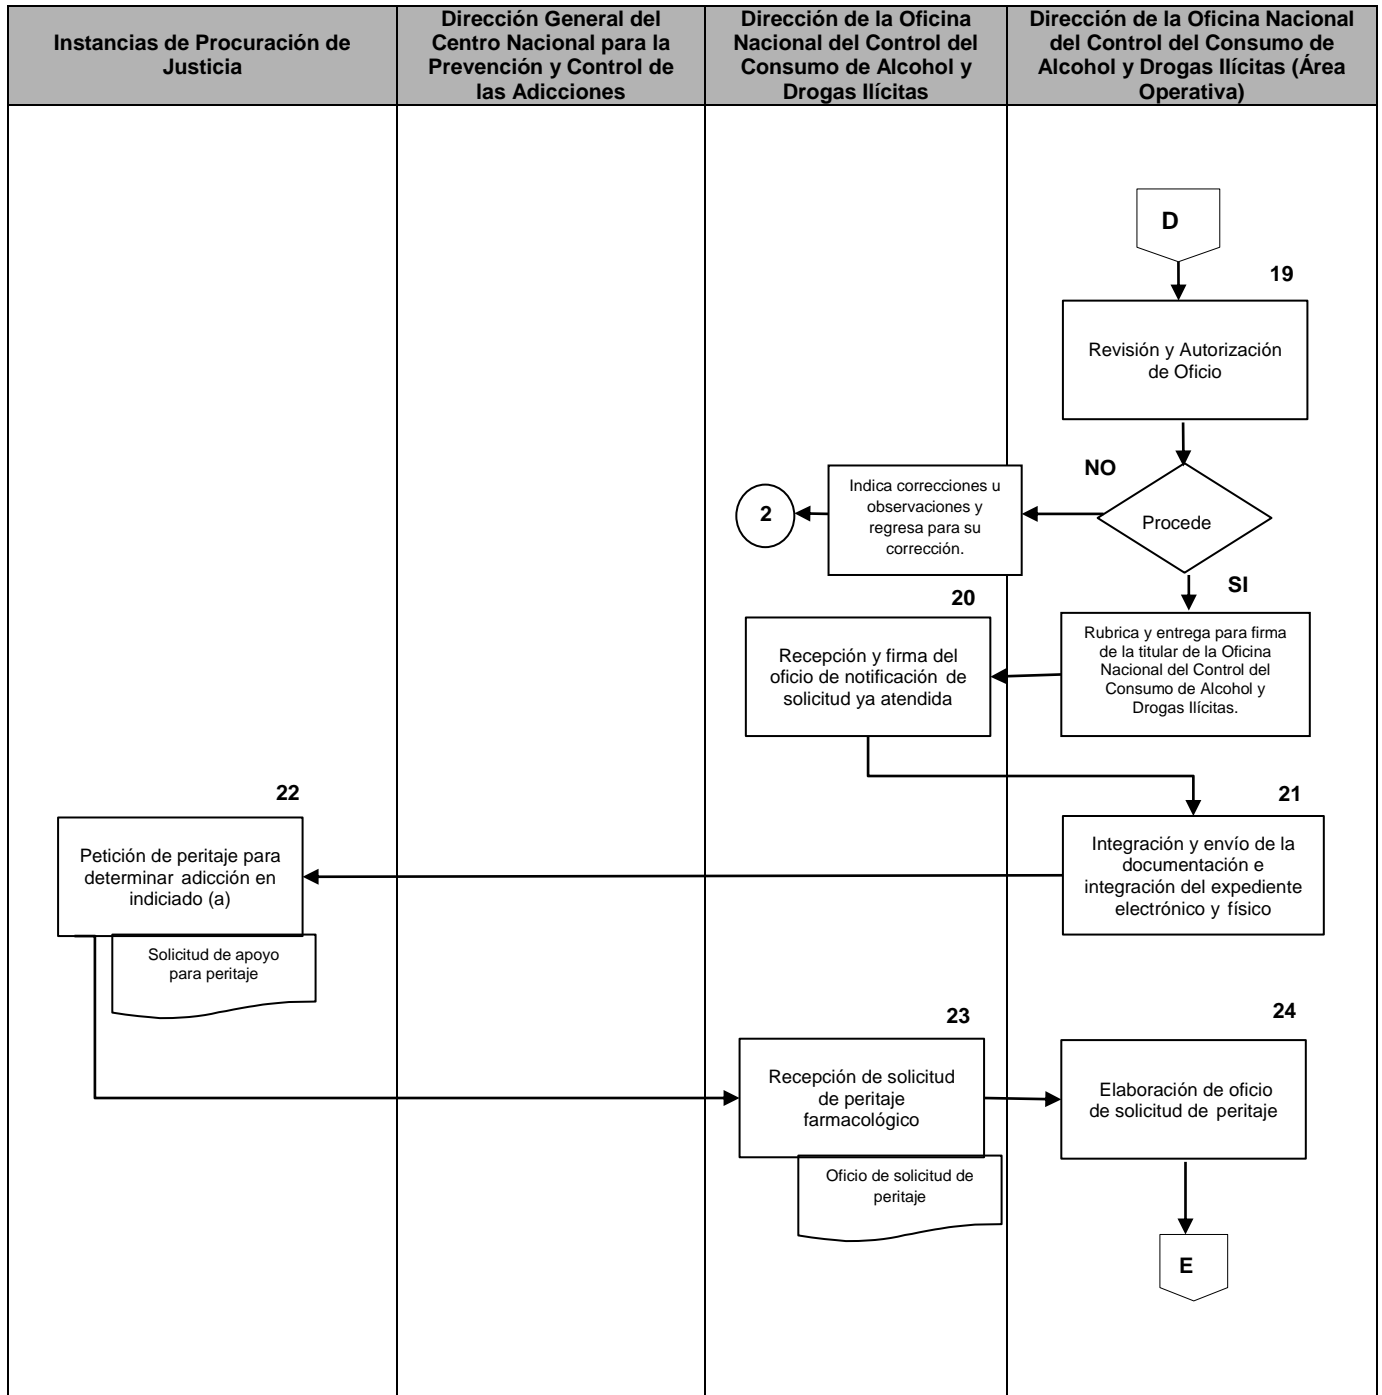 Instancias de Procuración de
Justicia
Dirección General del
Centro Nacional para la
Prevención y Control de
las Adicciones
Dirección de la Oficina
Nacional del Control del
Consumo de Alcohol y
Drogas Ilícitas
Dirección de la Oficina Nacional
del Control del Consumo de
Alcohol y Drogas Ilícitas (Área
Operativa)
D
19
Revisión y Autorización
de Oficio
NO
Procede
Indica correcciones u
observaciones y
regresa para su
corrección.
2
SI
20
Rubrica y entrega para firma
de la titular de la Oficina
Nacional del Control del
Consumo de Alcohol y
Drogas Ilícitas.
Recepción y firma del
oficio de notificación de
solicitud ya atendida
21
Integración y envío de la
documentación e
integración del expediente
electrónico y físico
22
Petición de peritaje para
determinar adicción en
indiciado (a)
Solicitud de apoyo
para peritaje
23
Recepción de solicitud
de peritaje
farmacológico
Oficio de solicitud de
peritaje
24
Elaboración de oficio
de solicitud de peritaje
E